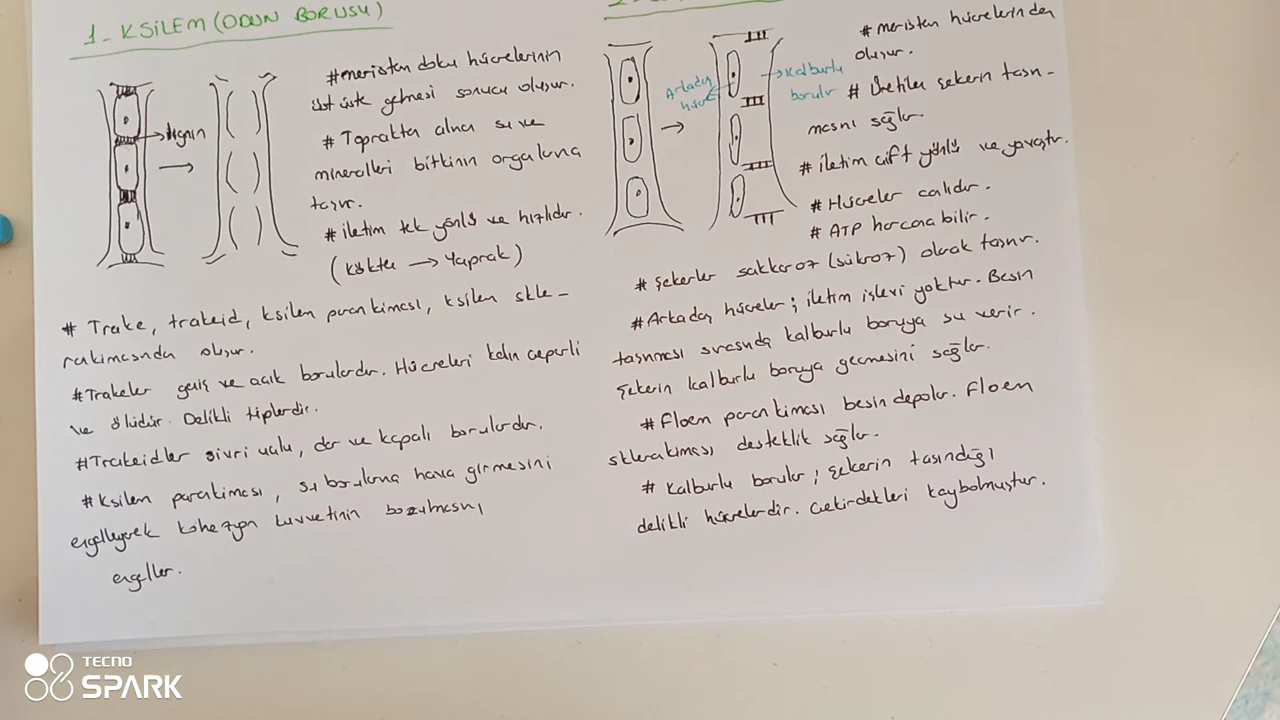 1- KSİLEM (ODUN BORUSU)
lignin
#meristem doku hücrelerinin
üst üste gelmesi sonucu oluşur.
# Topraktan alınan su ve
mineralleri bitkinin organlarına
taşır.
# iletim tek yönlü ve hızlıdır.
(Kökten → Yaprak)
# Trake, trakeid, ksilem parankiması, ksilem skle-
rankimasından oluşur.
#Trakeler geniş ve açık borulardır. Hücreleri kalın çeperli
ve ölüdür. Delikli tiplerdir.
#Trakeidler sivri uçlu, dar ve kapalı borulardır.
#Ksilem parankiması, su borularına hava girmesini
engelleyerek kohezyon kuvvetinin bozulmasını
engeller.
Arkadaş
hücre
Kalburlu
borular
# meristem hücrelerinden
oluşur.
# Üretilen şekerin taşın-
masını sağlar.
# iletim çift yönlü ve yavaştır.
# Hücreler canlıdır.
# ATP harcanabilir.
# Şekerler sakkaroz (sükroz) olarak taşınır.
#Arkadaş hücreler; iletim işlevi yoktur. Besin
taşınması sırasında kalburlu boruya su verir.
Şekerin kalburlu boruya geçmesini sağlar.
# Floem parankiması besin depolar. Floem
sklerankiması desteklik sağlar.
# Kalburlu borular; şekerin taşındığı
delikli hücrelerdir. Çekirdekleri kaybolmuştur.
TECNO
SPARK